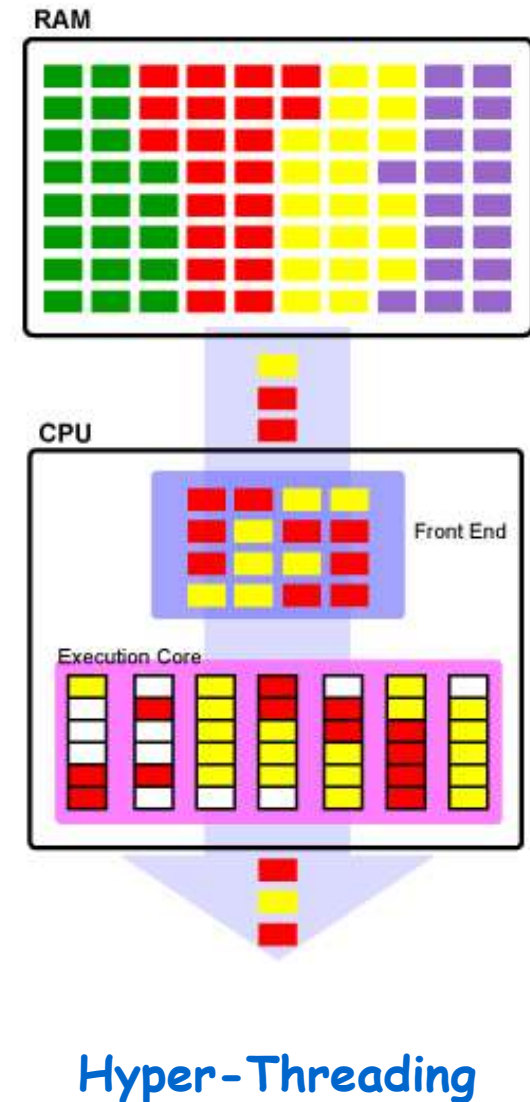 RAM
CPU
Front End
Execution Core
Hyper-Threading